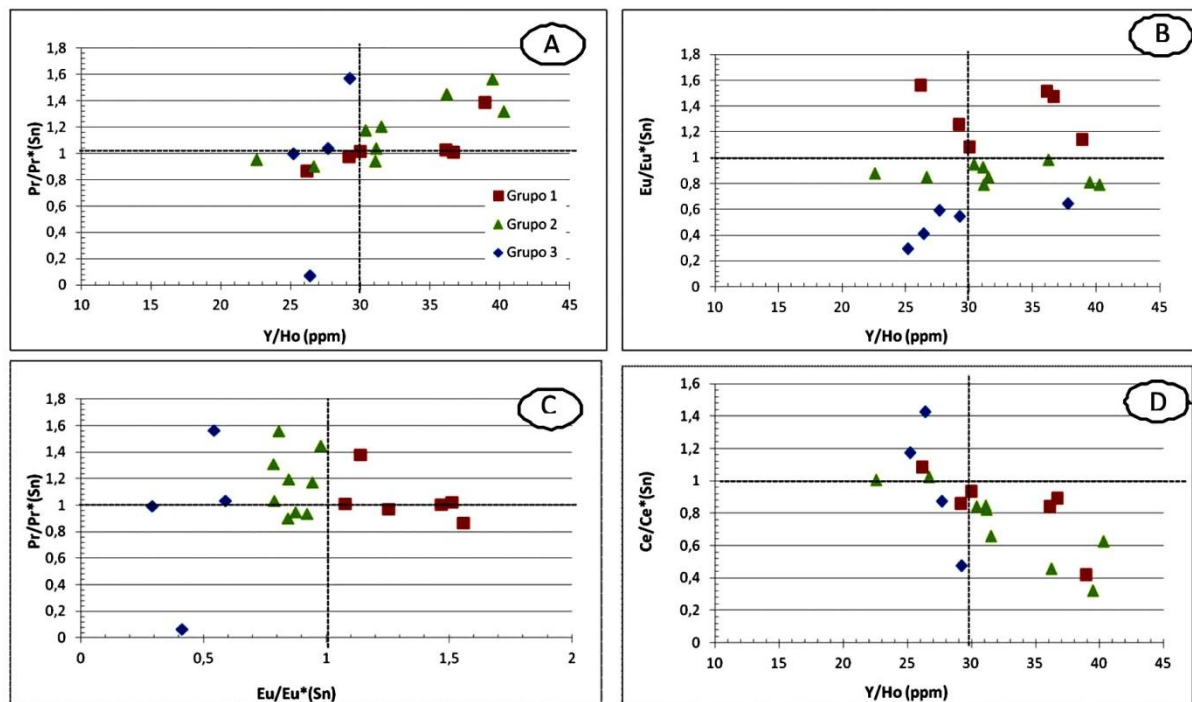 A
Pr/Pr*(Sn)
1,8
1,6
1,4
1,2
1
0,8
0,6
0,4
0,2
0
10 15 20 25 30 35 40 45
Y/Ho (ppm)
Grupo 1
Grupo 2
Grupo 3
B
Eu/Eu*(Sn)
1,8
1,6
1,4
1,2
1
0,8
0,6
0,4
0,2
0
10 15 20 25 30 35 40 45
Y/Ho (ppm)
C
Pr/Pr*(Sn)
1,8
1,6
1,4
1,2
1
0,8
0,6
0,4
0,2
0
0 0,5 1 1,5 2
Eu/Eu*(Sn)
D
Ce/Ce*(Sn)
1,6
1,4
1,2
1
0,8
0,6
0,4
0,2
0
10 15 20 25 30 35 40 45
Y/Ho (ppm)